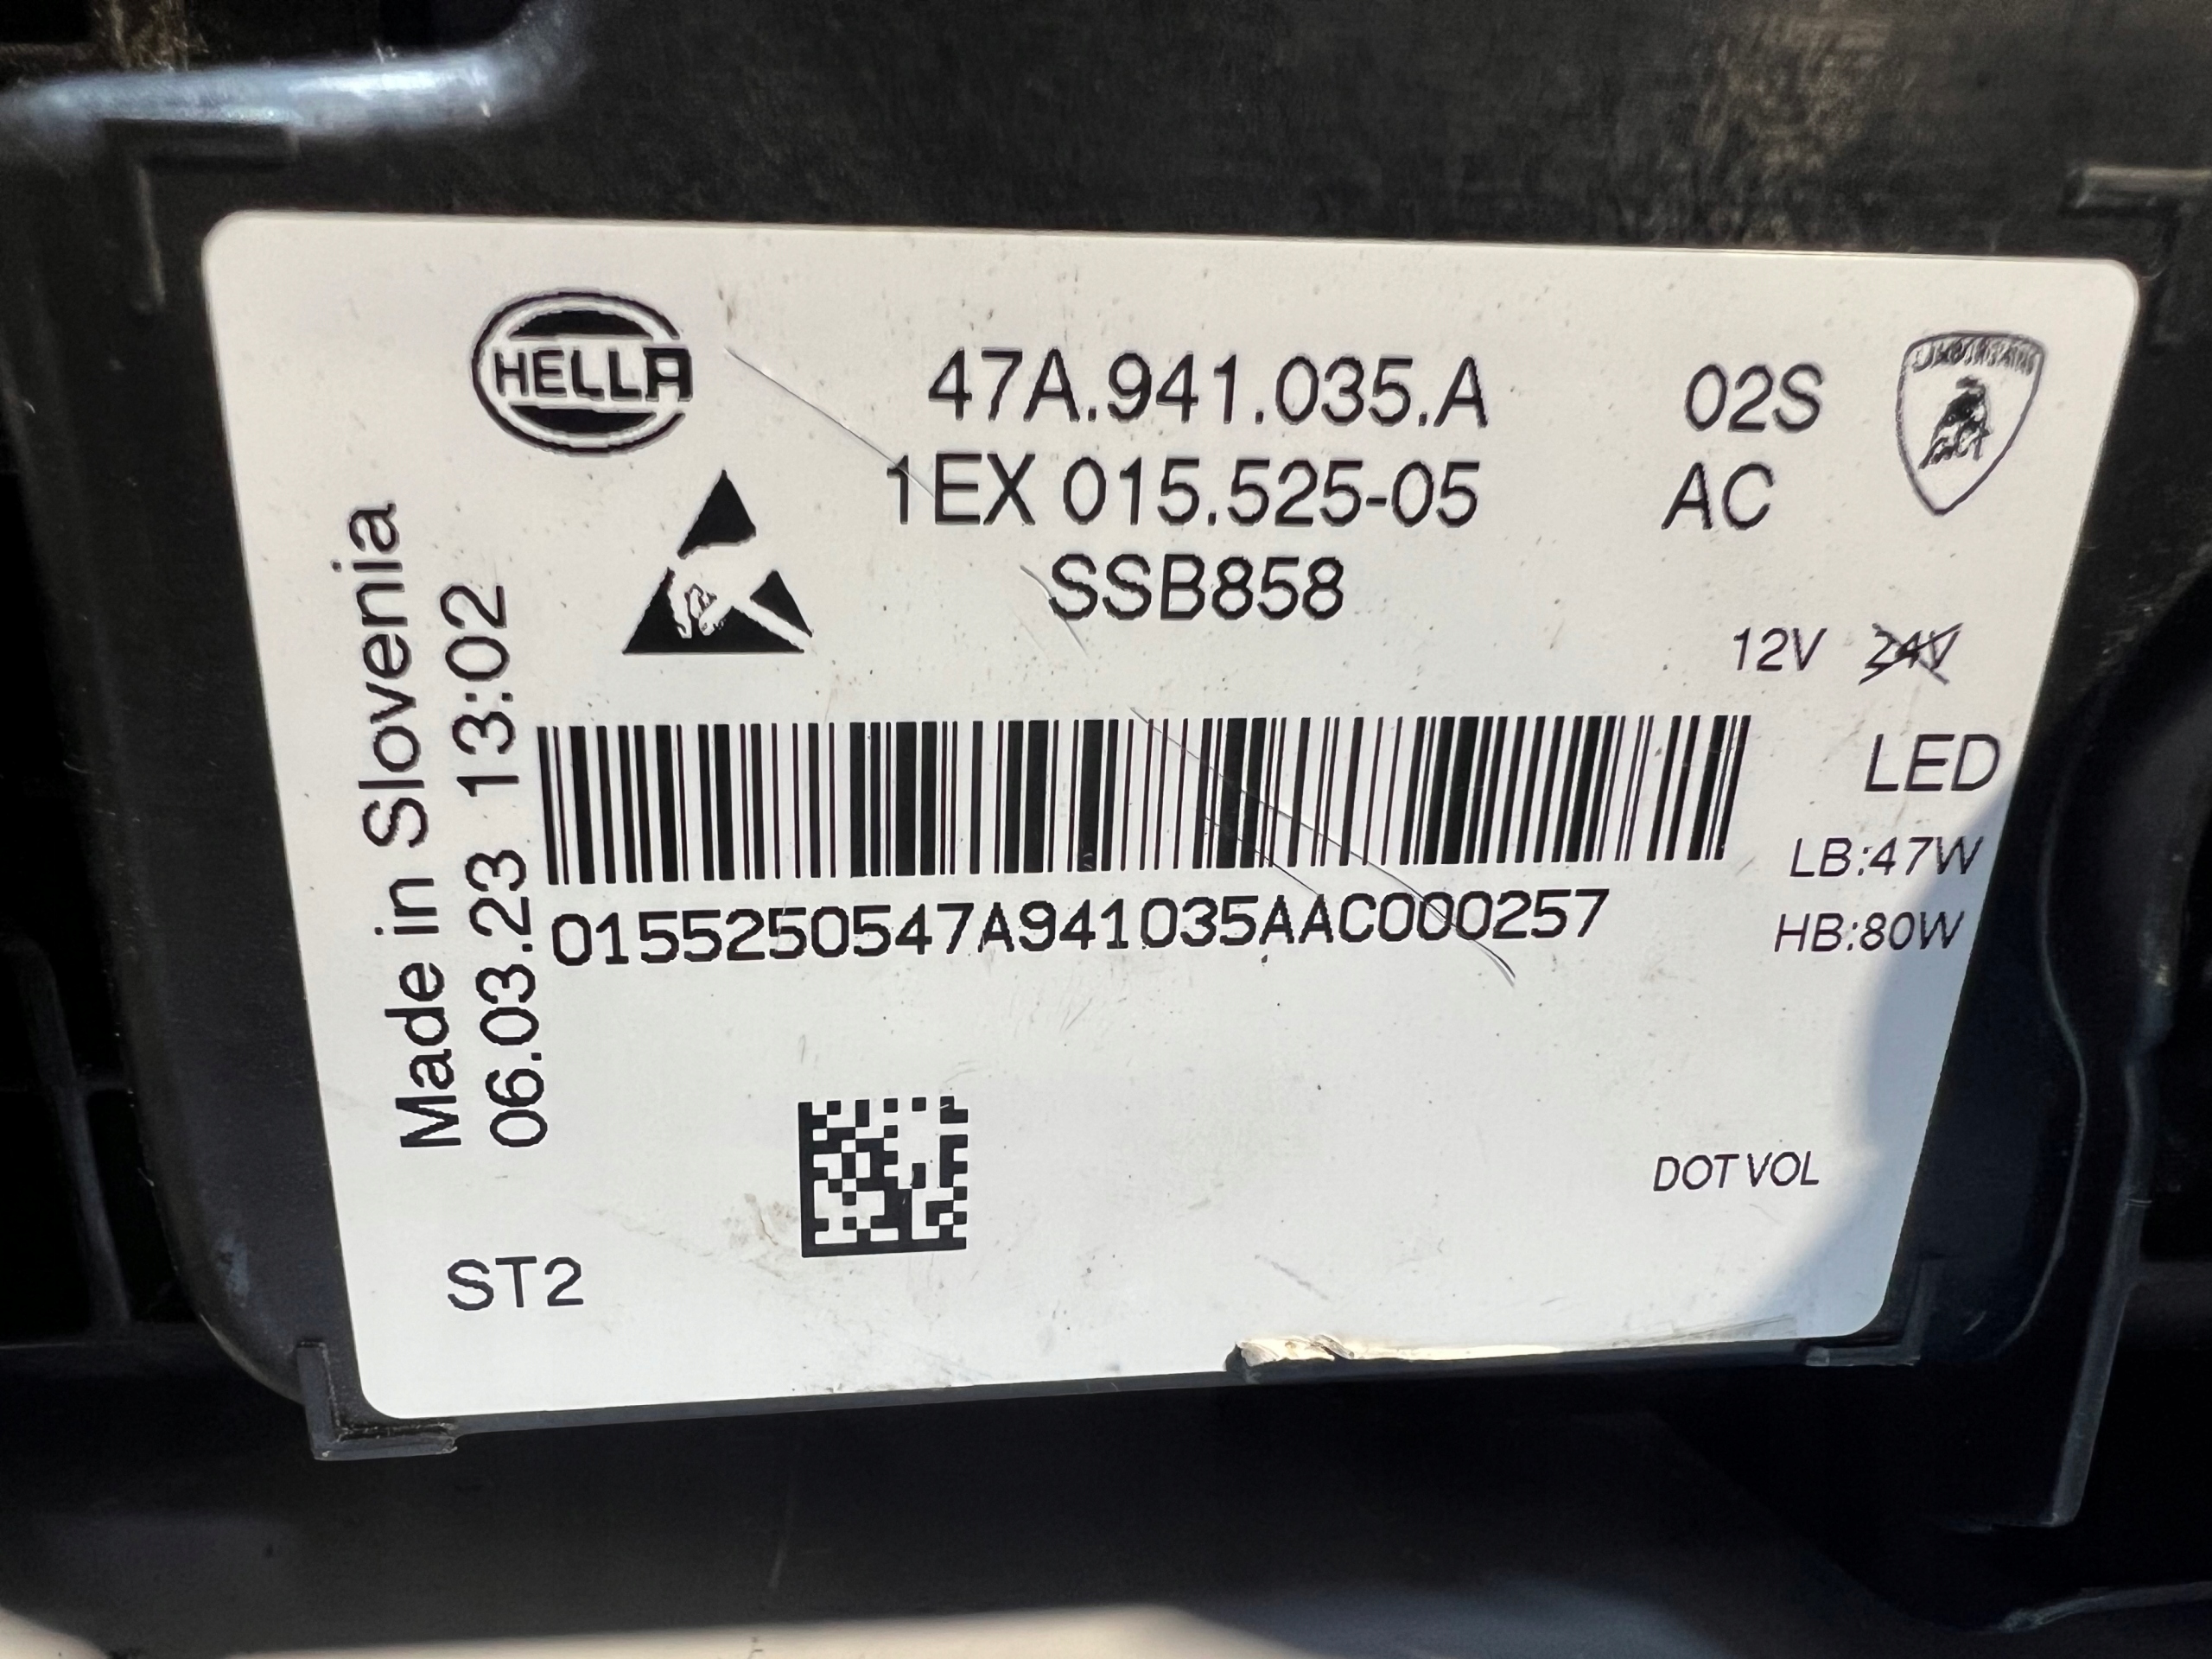 HELLA
47A.941.035.A 02S
1EX 015.525-05 AC
SSB858
12V 24V
LED
LB:47W
HB:80W
0155250547A941035AAC000257
Made in Slovenia
06.03.23 13:02
DOT VOL
ST2